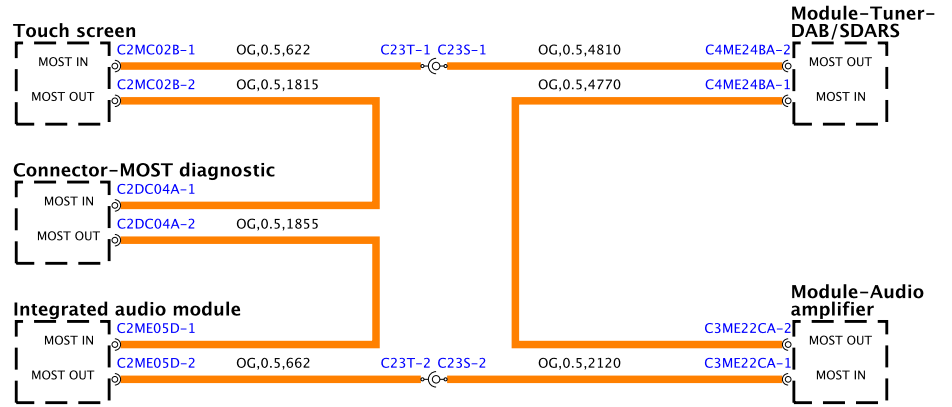 Touch screen
C2MC02B-1 OG,0.5,622 C23T-1 C23S-1 OG,0.5,4810 C4ME24BA-2
MOST IN
C2MC02B-2 OG,0.5,1815
MOST OUT
Module-Tuner-
DAB/SDARS
MOST OUT
OG,0.5,4770 C4ME24BA-1
MOST IN
Connector-MOST diagnostic
C2DC04A-1
MOST IN
C2DC04A-2 OG,0.5,1855
MOST OUT
Integrated audio module
C2ME05D-1
MOST IN
C2ME05D-2 OG,0.5,662 C23T-2 C23S-2 OG,0.5,2120 C3ME22CA-1
MOST OUT
Module-Audio
amplifier
C3ME22CA-2
MOST OUT
MOST IN